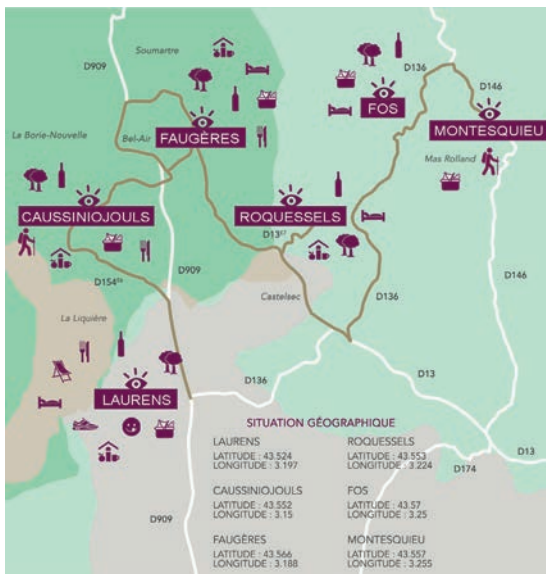 Soumartre
D909
D136
D146
FOS
La Borie-Nouvelle
Bel-Air
FAUGÈRES
MONTESQUIEU
Mas Rolland
CAUSSINIOJOULS
ROQUESSELS
D13
D909
D154
Castelsec
D136
D146
La Liquière
LAURENS
D136
D13
SITUATION GÉOGRAPHIQUE
LAURENS
LATITUDE : 43.524
LONGITUDE : 3.197
ROQUESSELS
LATITUDE : 43.553
LONGITUDE : 3.224
D174
D13
CAUSSINIOJOULS
LATITUDE : 43.552
LONGITUDE : 3.15
FOS
LATITUDE : 43.57
LONGITUDE : 3.25
D909
FAUGÈRES
LATITUDE : 43.566
LONGITUDE : 3.188
MONTESQUIEU
LATITUDE : 43.557
LONGITUDE : 3.255